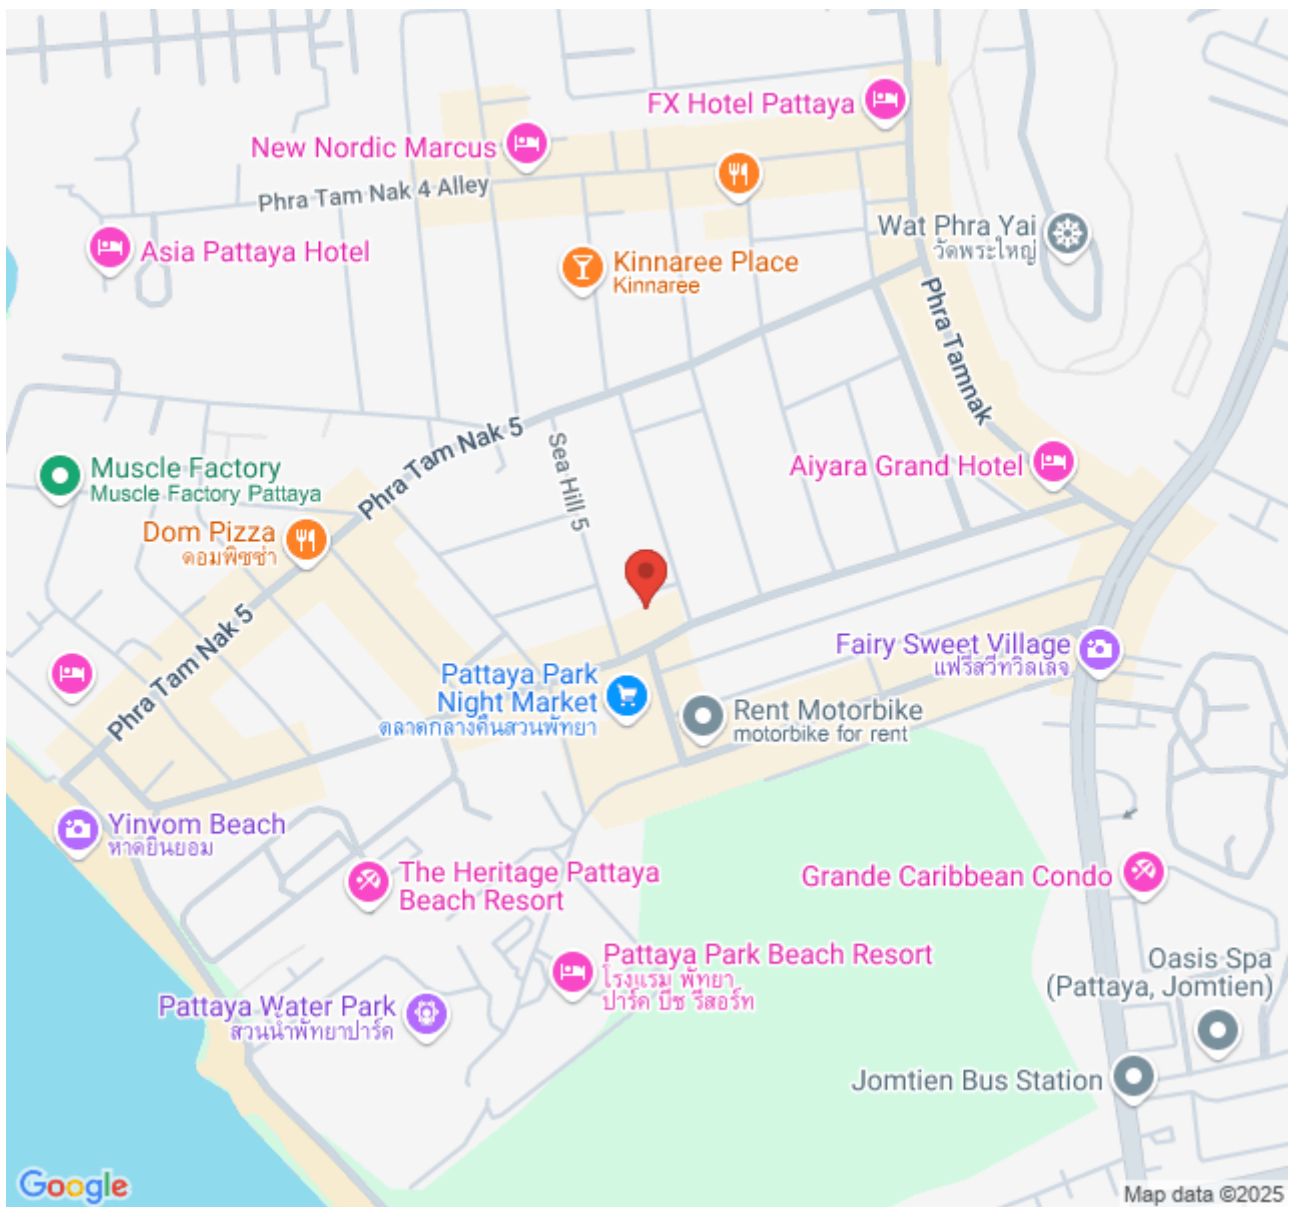 FX Hotel Pattaya
New Nordic Marcus
Phra Tam Nak 4 Alley
Wat Phra Yai
วัดพระใหญ่
Asia Pattaya Hotel
Kinnaree Place
Kinnaree
Phra Tamnak
Phra Tam Nak 5
Sea Hill 5
Aiyara Grand Hotel
Muscle Factory
Muscle Factory Pattaya
Dom Pizza
ดอมพิซซ่า
Phra Tam Nak 5
Fairy Sweet Village
แฟรีสวีทวิลเลจ
Pattaya Park
Night Market
ตลาดกลางคืนสวนพัทยา
Rent Motorbike
motorbike for rent
Yinvom Beach
หาดยินยอม
The Heritage Pattaya
Beach Resort
Grande Caribbean Condo
Pattaya Park Beach Resort
โรงแรม พัทยา
ปาร์ค บีช รีสอร์ท
Oasis Spa
(Pattaya, Jomtien)
Pattaya Water Park
สวนน้ำพัทยาปาร์ค
Jomtien Bus Station
Google
Map data ©2025